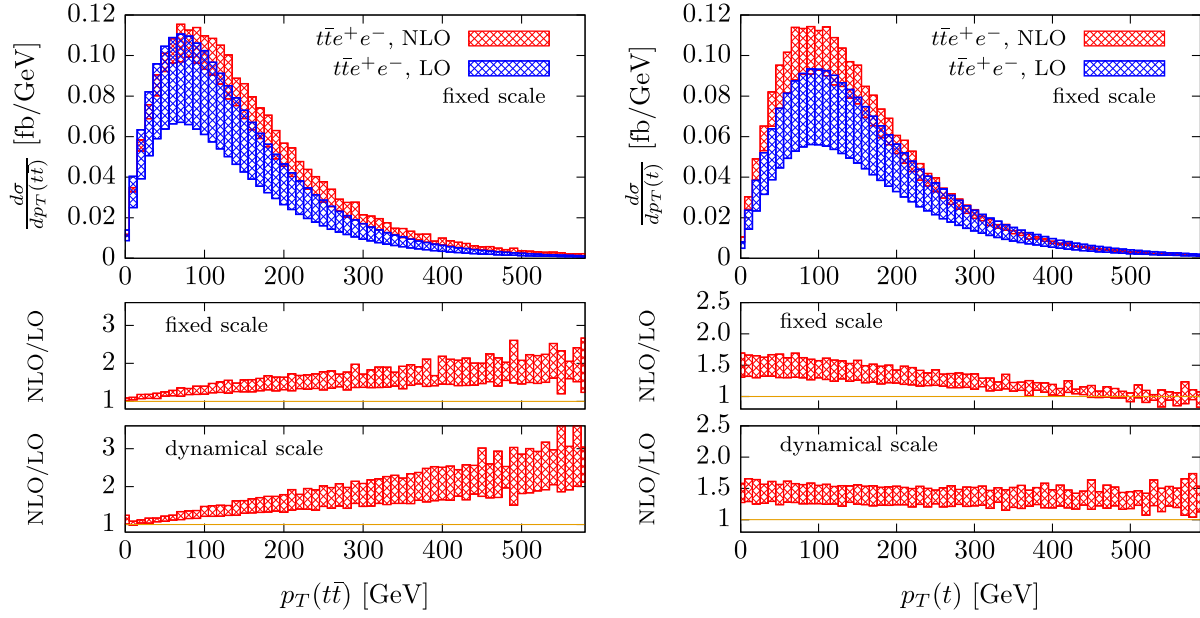 dσ/dp_T(tt̄) [fb/GeV]
0.12
0.10
0.08
0.06
0.04
0.02
0
tt̄e⁺e⁻, NLO
tt̄e⁺e⁻, LO
fixed scale
0 100 200 300 400 500
NLO/LO
3
2
1
fixed scale
NLO/LO
3
2
1
dynamical scale
0 100 200 300 400 500
p_T(tt̄) [GeV]
dσ/dp_T(t) [fb/GeV]
0.12
0.10
0.08
0.06
0.04
0.02
0
tt̄e⁺e⁻, NLO
tt̄e⁺e⁻, LO
fixed scale
0 100 200 300 400 500
NLO/LO
2.5
2.0
1.5
1
fixed scale
NLO/LO
2.5
2.0
1.5
1
dynamical scale
0 100 200 300 400 500
p_T(t) [GeV]